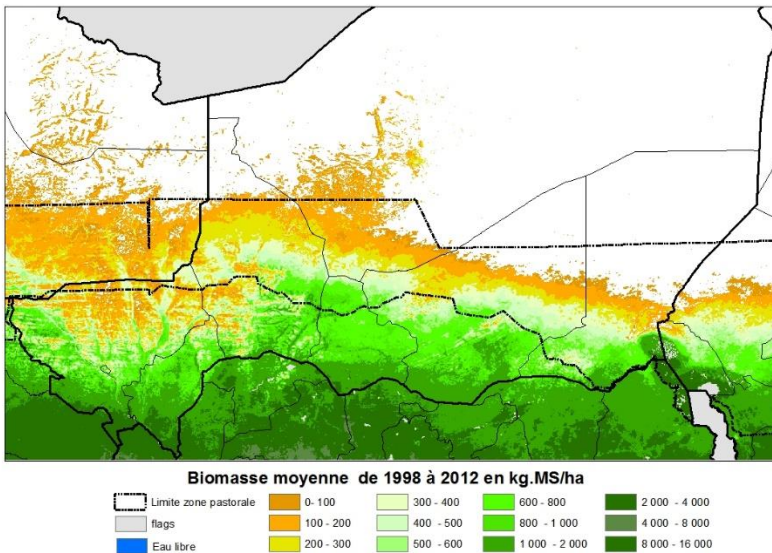 Biomasse moyenne de 1998 à 2012 en kg.MS/ha
Limite zone pastorale
flags
Eau libre
0- 100
100 - 200
200 - 300
300 - 400
400 - 500
500 - 600
600 - 800
800 - 1 000
1 000 - 2 000
2 000 - 4 000
4 000 - 8 000
8 000 - 16 000